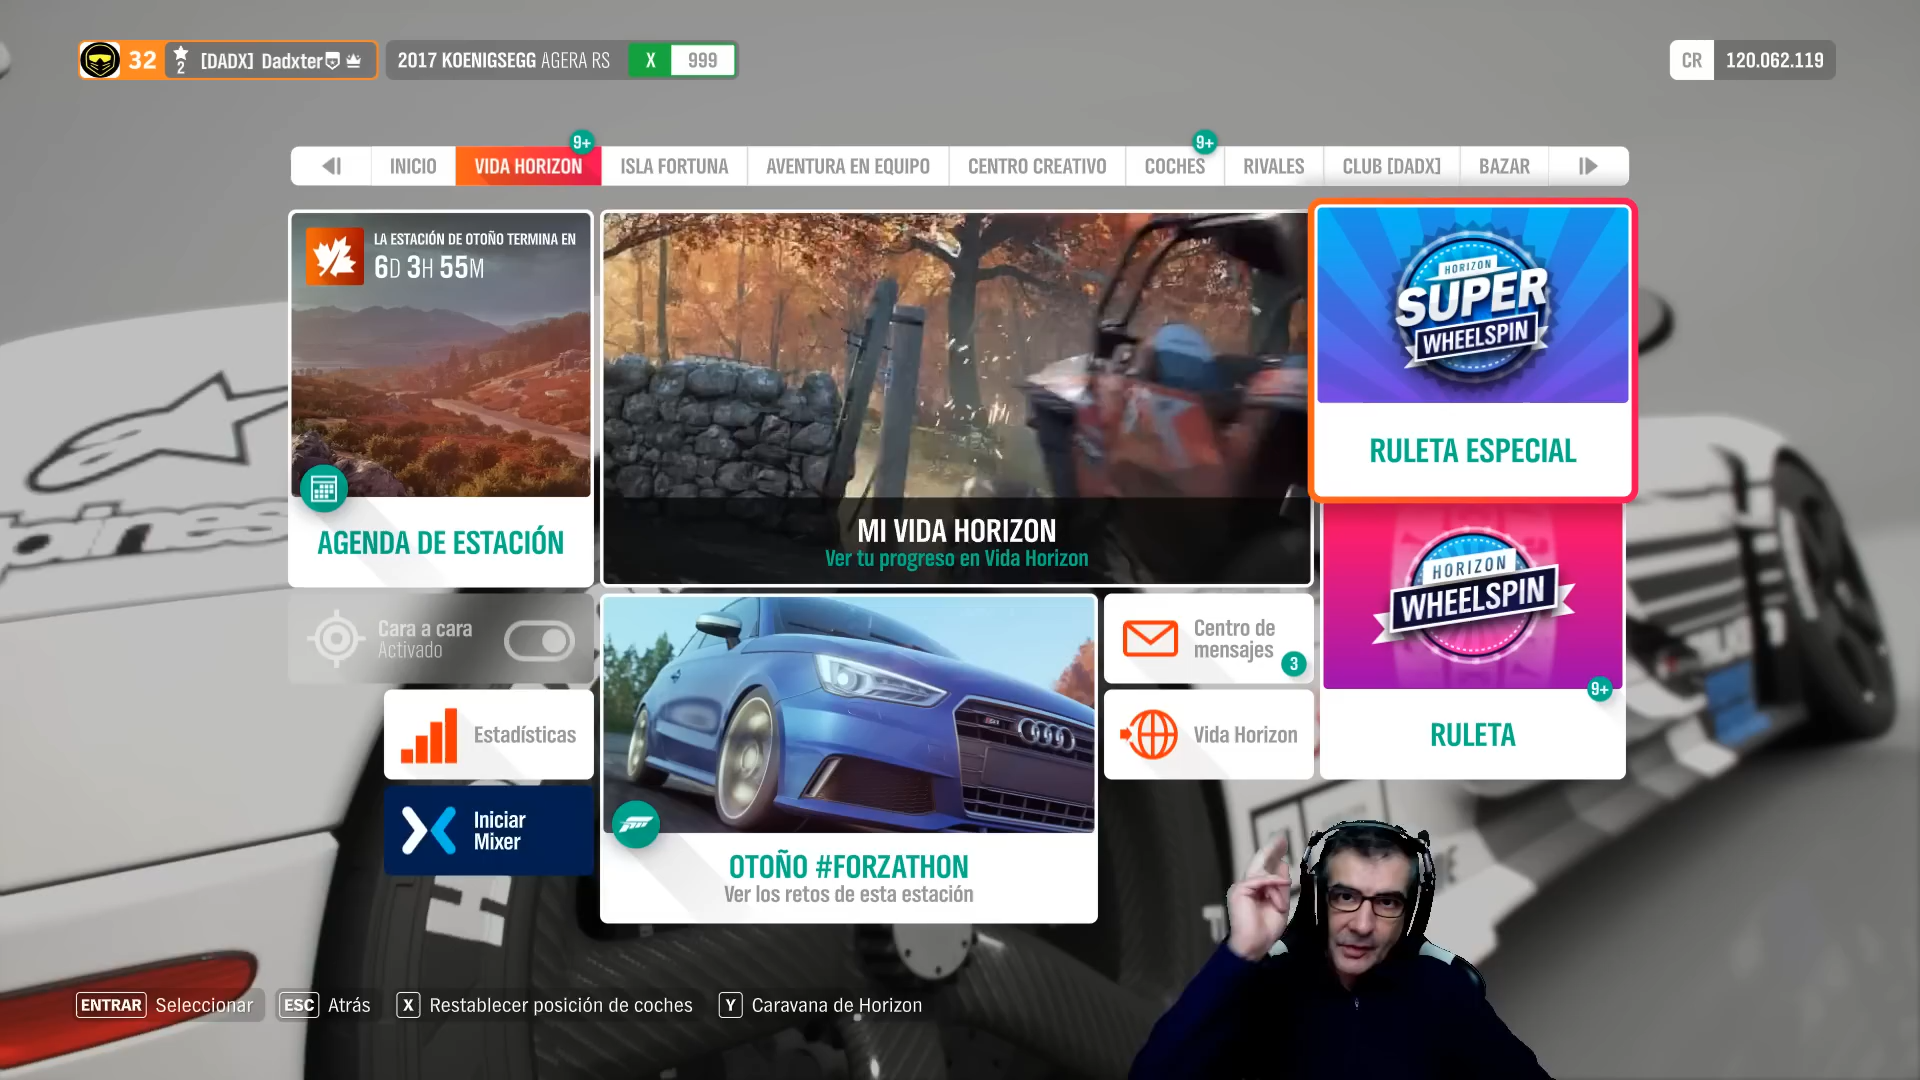 32
2
[DADX] Dadxter
2017 KOENIGSEGG AGERA RS
X 999
CR 120.062.119
9+
9+
INICIO
VIDA HORIZON
ISLA FORTUNA
AVENTURA EN EQUIPO
CENTRO CREATIVO
COCHES
RIVALES
CLUB [DADX]
BAZAR
LA ESTACIÓN DE OTOÑO TERMINA EN
6D 3H 55M
AGENDA DE ESTACIÓN
MI VIDA HORIZON
Ver tu progreso en Vida Horizon
HORIZON
SUPER
WHEELSPIN
RULETA ESPECIAL
HORIZON
WHEELSPIN
9+
RULETA
Cara a cara
Activado
Estadísticas
Iniciar
Mixer
OTOÑO #FORZATHON
Ver los retos de esta estación
Centro de
mensajes
3
Vida Horizon
alpines
ENTRAR Seleccionar
ESC Atrás
X Restablecer posición de coches
Y Caravana de Horizon